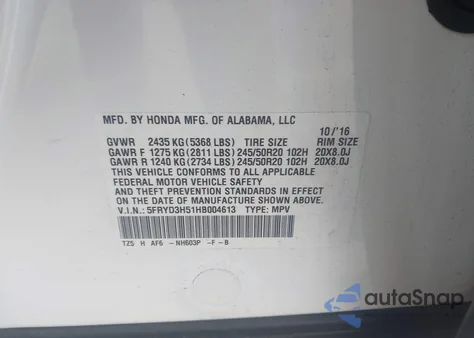 MFD. BY HONDA MFG. OF ALABAMA, LLC
10/'16
GVWR 2435 KG (5368 LBS) TIRE SIZE RIM SIZE
GAWR F 1275 KG (2811 LBS) 245/50R20 102H 20X8.0J
GAWR R 1240 KG (2734 LBS) 245/50R20 102H 20X8.0J
THIS VEHICLE CONFORMS TO ALL APPLICABLE
FEDERAL MOTOR VEHICLE SAFETY AND BUMPER
AND THEFT PREVENTION STANDARDS IN EFFECT
ON THE DATE OF MANUFACTURE SHOWN ABOVE.
V.I.N.: 5FRYD3H51HB004613 TYPE: MPV
TZ5 H AF6 -NH603P -F -B
autoSnap